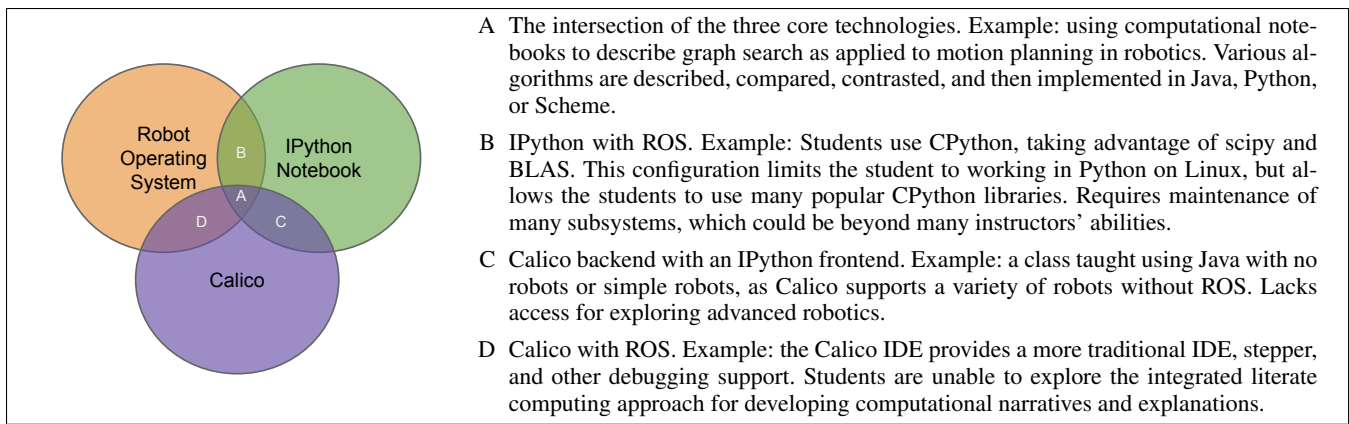 Robot
Operating
System
B
IPython
Notebook
A
D
C
Calico
A The intersection of the three core technologies. Example: using computational note-
books to describe graph search as applied to motion planning in robotics. Various al-
gorithms are described, compared, contrasted, and then implemented in Java, Python,
or Scheme.
B IPython with ROS. Example: Students use CPython, taking advantage of scipy and
BLAS. This configuration limits the student to working in Python on Linux, but al-
lows the students to use many popular CPython libraries. Requires maintenance of
many subsystems, which could be beyond many instructors' abilities.
C Calico backend with an IPython frontend. Example: a class taught using Java with no
robots or simple robots, as Calico supports a variety of robots without ROS. Lacks
access for exploring advanced robotics.
D Calico with ROS. Example: the Calico IDE provides a more traditional IDE, stepper,
and other debugging support. Students are unable to explore the integrated literate
computing approach for developing computational narratives and explanations.